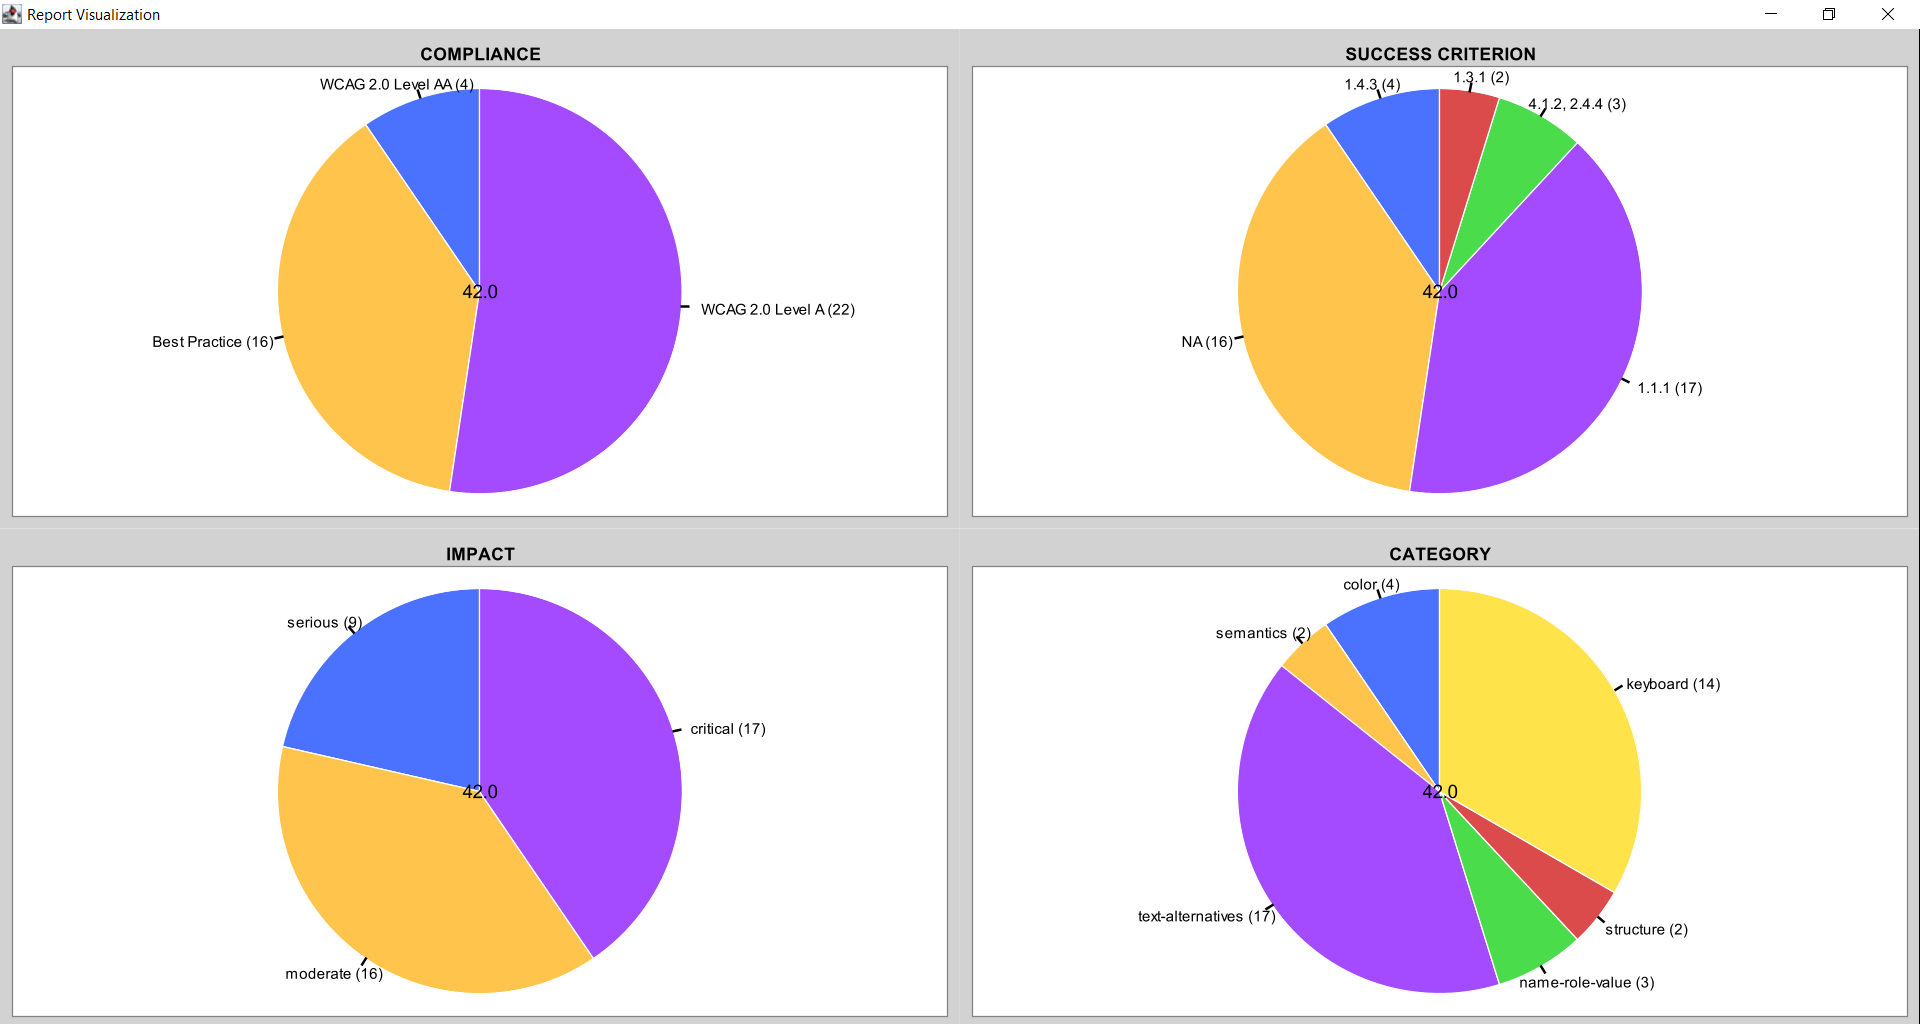 Report Visualization
COMPLIANCE
WCAG 2.0 Level AA (4)
42.0
WCAG 2.0 Level A (22)
Best Practice (16)
SUCCESS CRITERION
1.3.1 (2)
1.4.3 (4)
4.1.2, 2.4.4 (3)
42.0
NA (16)
1.1.1 (17)
IMPACT
serious (9)
critical (17)
42.0
moderate (16)
CATEGORY
color (4)
semantics (2)
keyboard (14)
42.0
text-alternatives (17)
structure (2)
name-role-value (3)